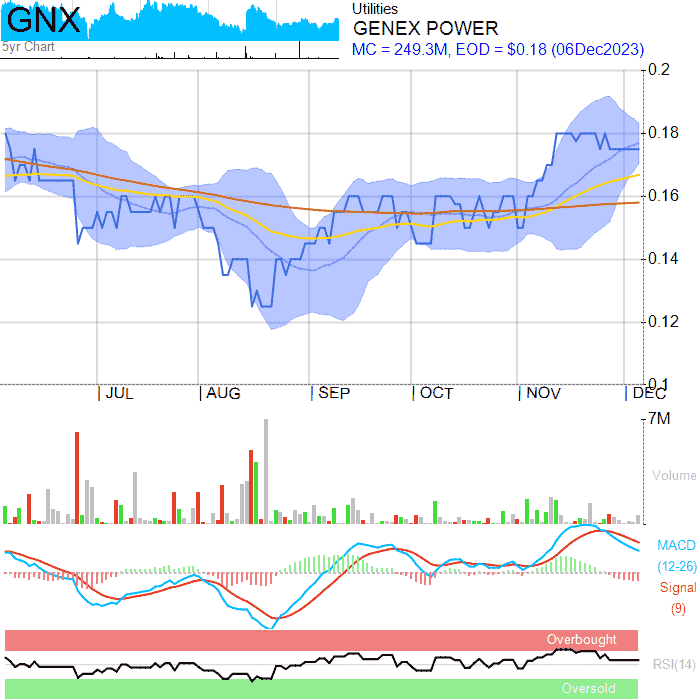 GNX
Utilities
GENEX POWER
5yr Chart
MC = 249.3M, EOD = $0.18 (06Dec2023)
0.2
0.18
0.16
0.14
0.12
0.1
JUL
AUG
SEP
OCT
NOV
DEC
7M
Volume
MACD
(12-26)
Signal
(9)
Overbought
RSI(14)
Oversold